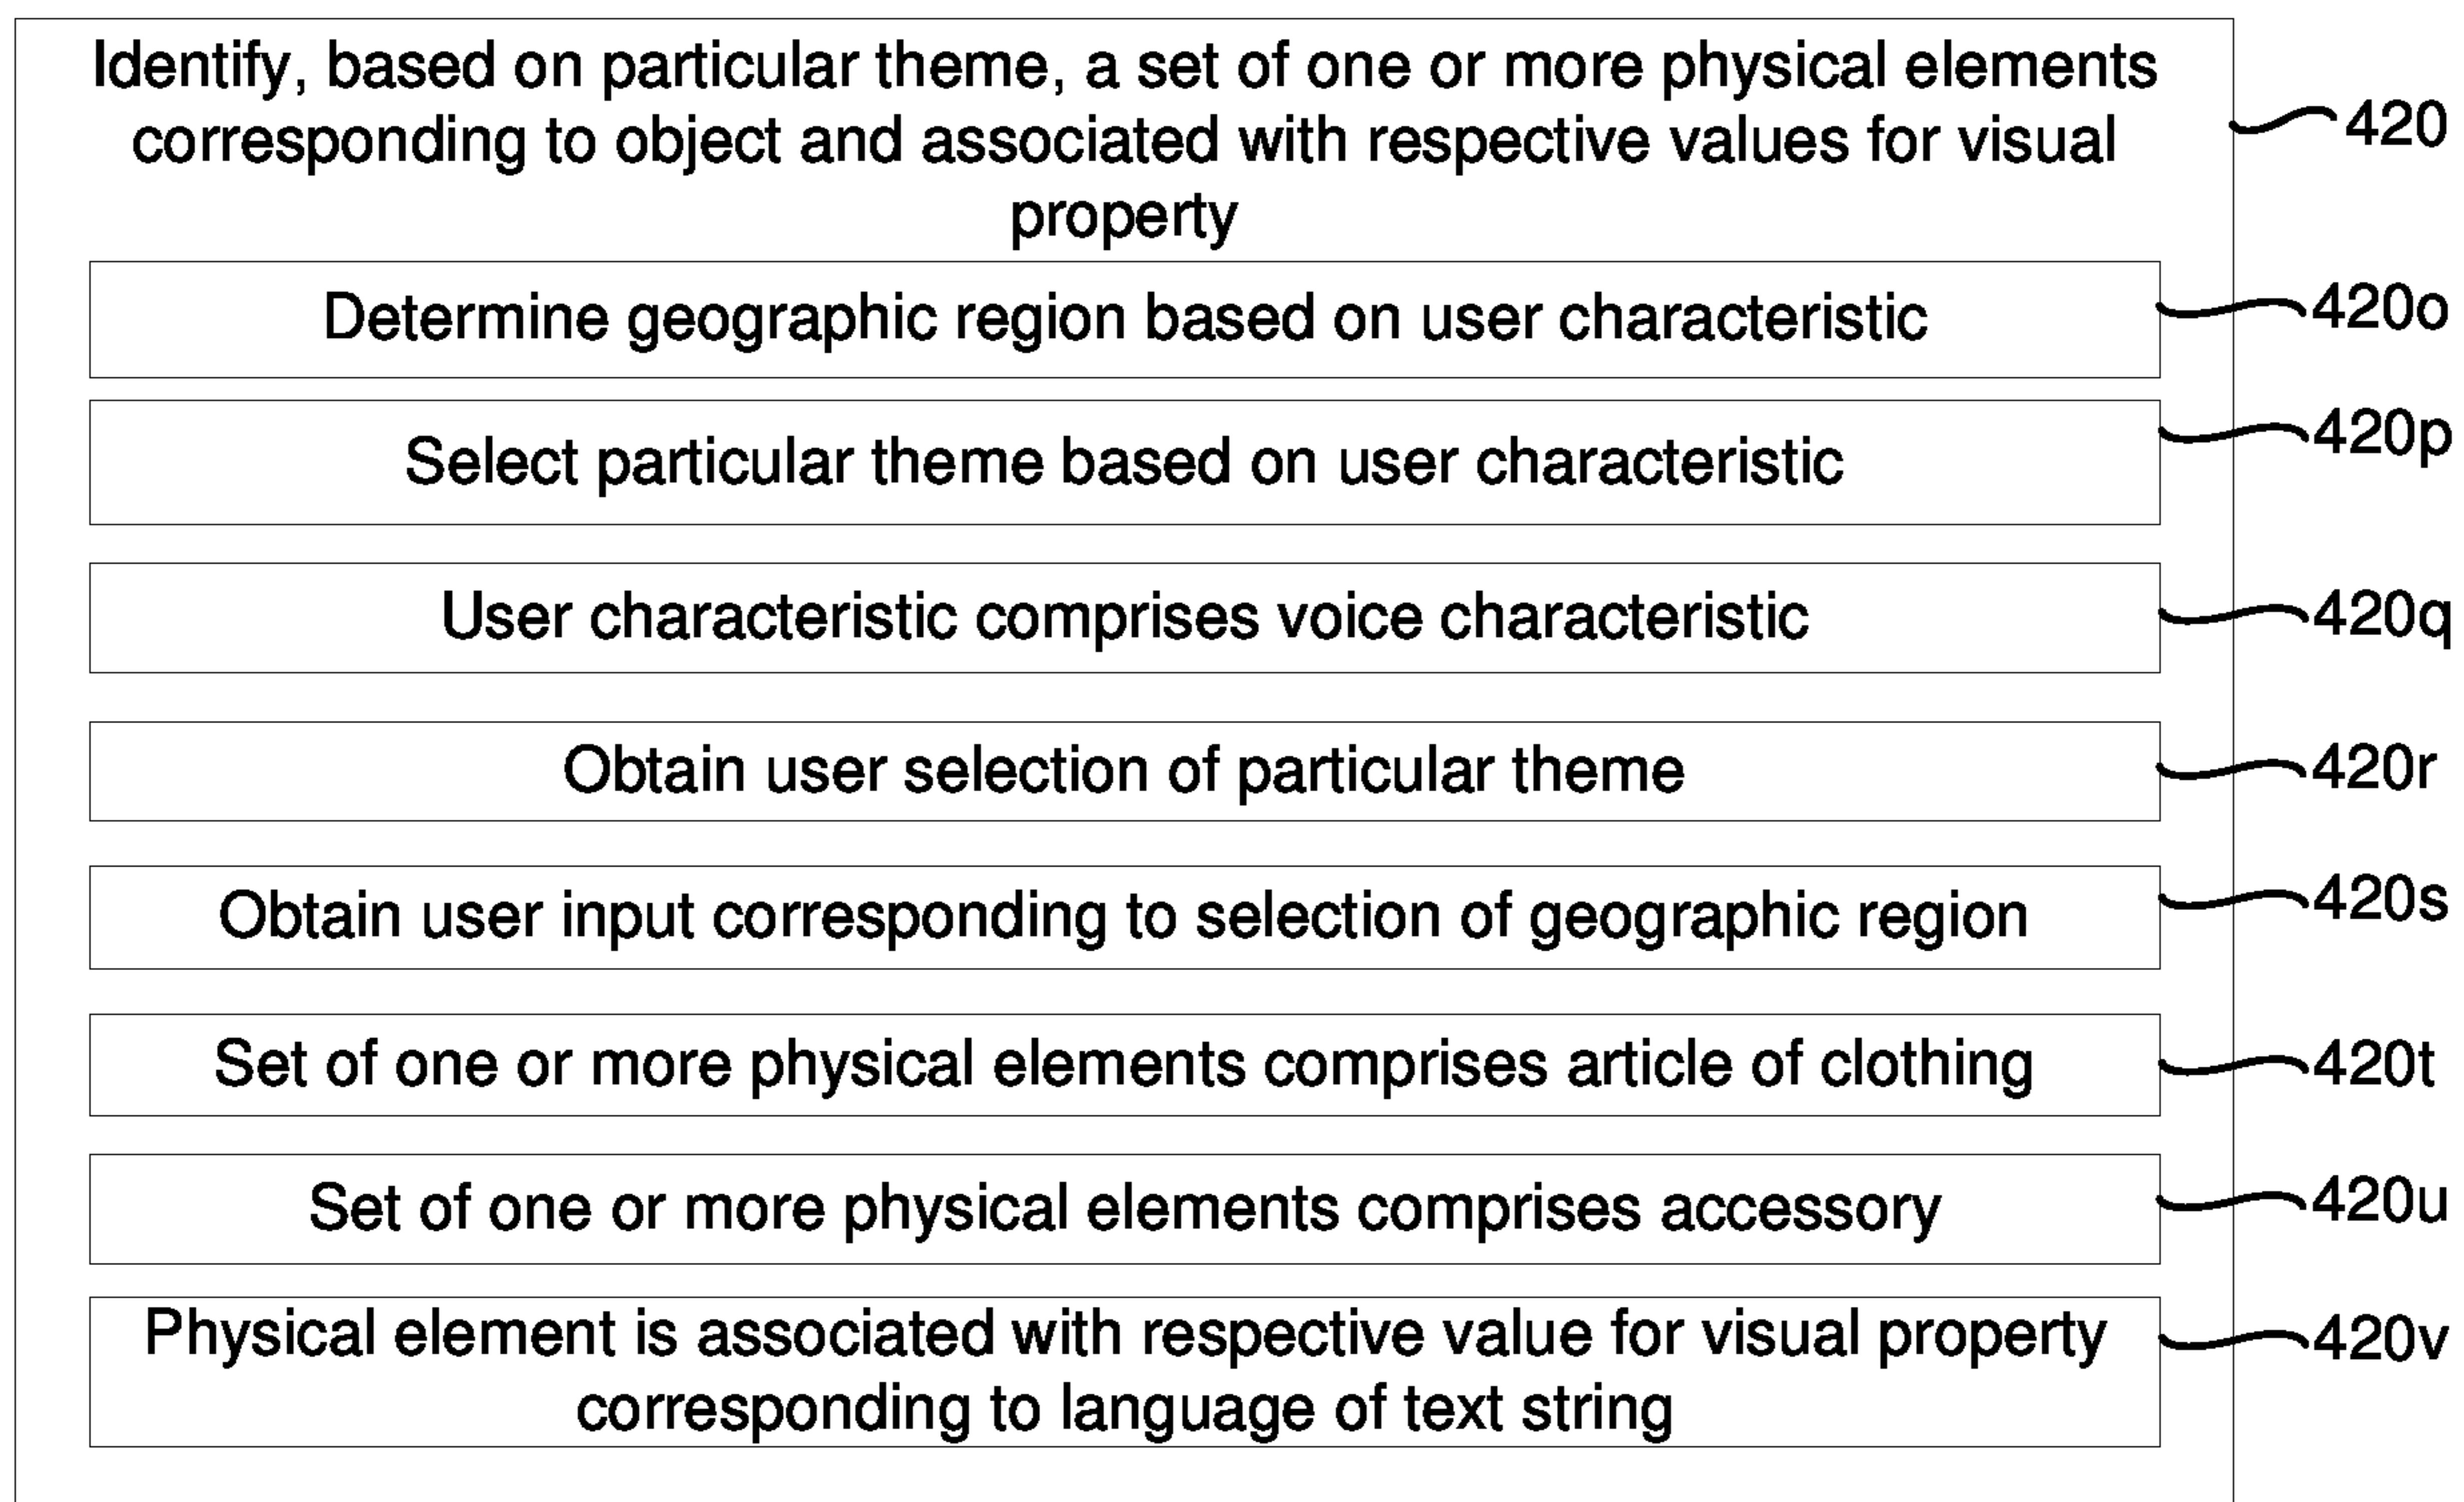 Identify, based on particular theme, a set of one or more physical elements
corresponding to object and associated with respective values for visual
property
420
Determine geographic region based on user characteristic
420o
Select particular theme based on user characteristic
420p
User characteristic comprises voice characteristic
420q
Obtain user selection of particular theme
420r
Obtain user input corresponding to selection of geographic region
420s
Set of one or more physical elements comprises article of clothing
420t
Set of one or more physical elements comprises accessory
420u
Physical element is associated with respective value for visual property
corresponding to language of text string
420v